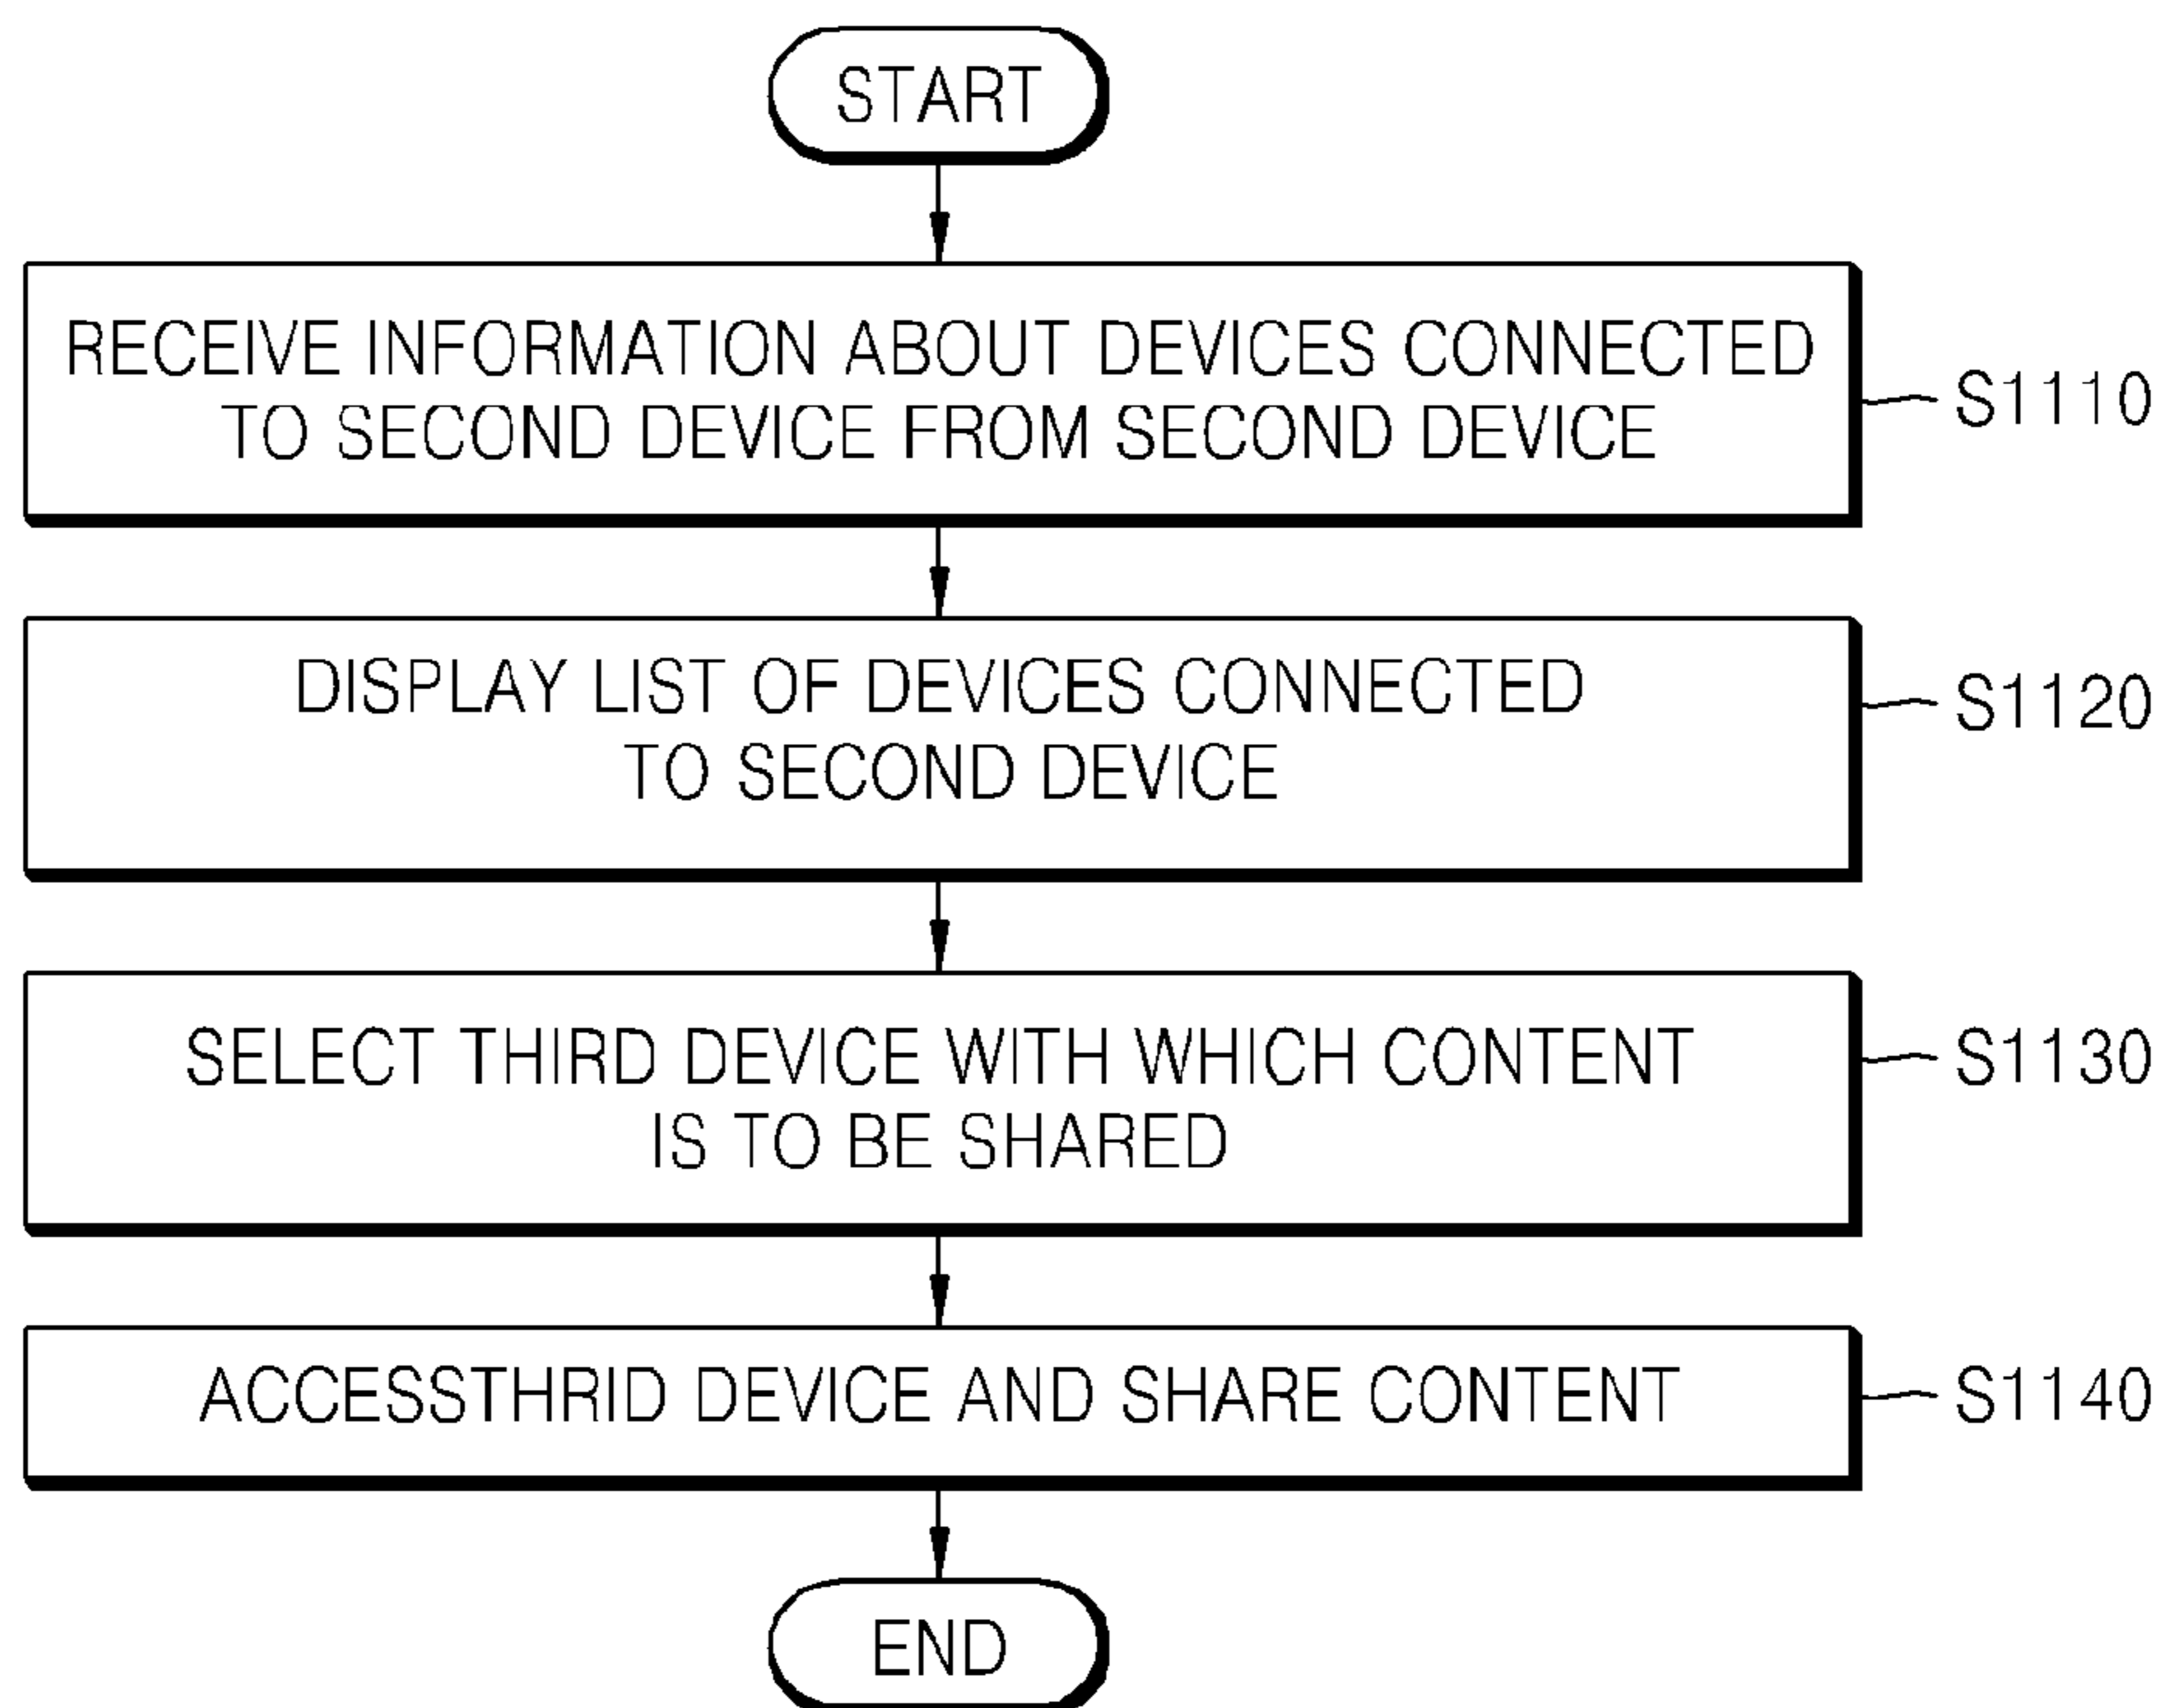 START
RECEIVE INFORMATION ABOUT DEVICES CONNECTED
TO SECOND DEVICE FROM SECOND DEVICE
S1110
DISPLAY LIST OF DEVICES CONNECTED
TO SECOND DEVICE
S1120
SELECT THIRD DEVICE WITH WHICH CONTENT
IS TO BE SHARED
S1130
ACCESSTHRID DEVICE AND SHARE CONTENT
S1140
END